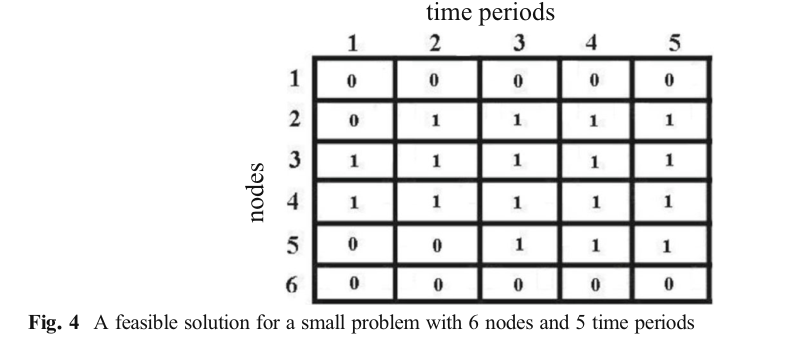 time periods
1 2 3 4 5
1 0 0 0 0 0
2 0 1 1 1 1
3 1 1 1 1 1
nodes
4 1 1 1 1 1
5 0 0 1 1 1
6 0 0 0 0 0
Fig. 4 A feasible solution for a small problem with 6 nodes and 5 time periods